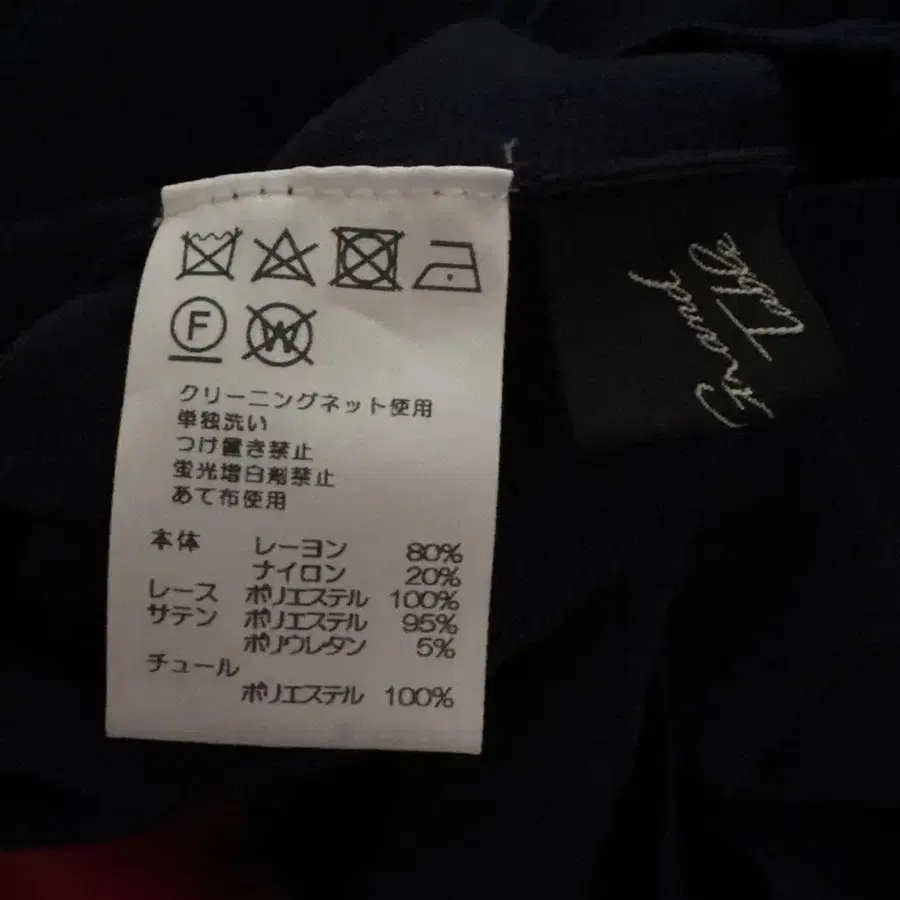 F W
クリーニングネット使用
単独洗い
つけ置き禁止
蛍光増白剤禁止
あて布使用
本体 レーヨン 80%
ナイロン 20%
レース ポリエステル 100%
サテン ポリエステル 95%
ポリウレタン 5%
チュール
ポリエステル 100%